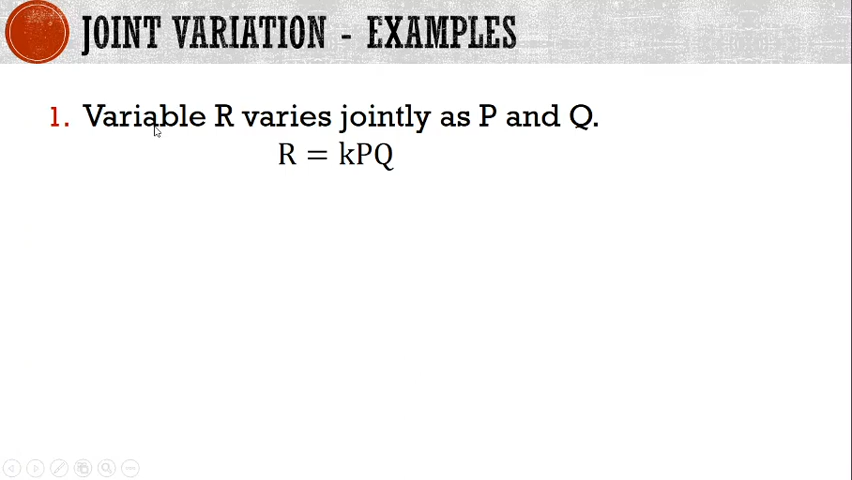 JOINT VARIATION - EXAMPLES
1. Variable R varies jointly as P and Q.
R = kPQ